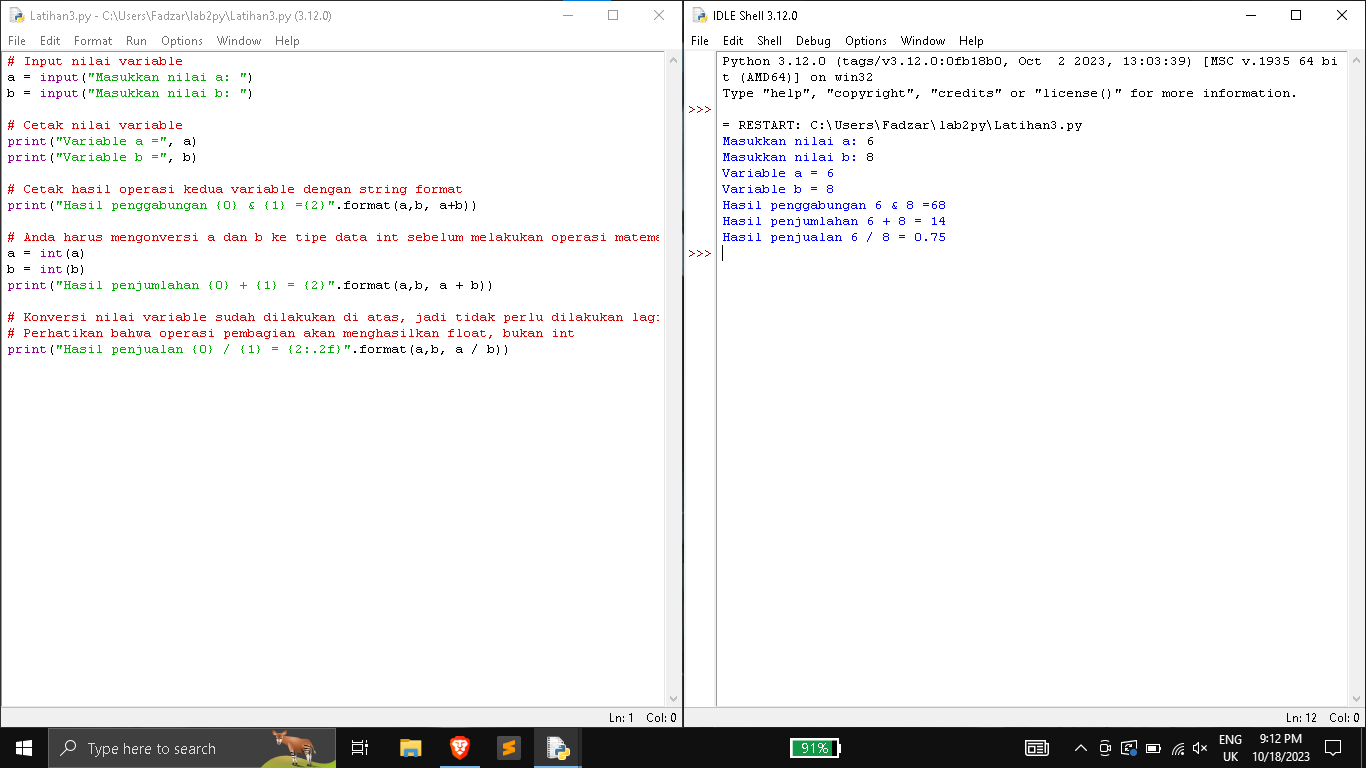 Latihan3.py - C:\Users\Fadzar\lab2py\Latihan3.py (3.12.0)
File Edit Format Run Options Window Help
# Input nilai variable
a = input("Masukkan nilai a: ")
b = input("Masukkan nilai b: ")
# Cetak nilai variable
print("Variable a =", a)
print("Variable b =", b)
# Cetak hasil operasi kedua variable dengan string format
print("Hasil penggabungan {0} & {1} ={2}".format(a,b, a+b))
# Anda harus mengonversi a dan b ke tipe data int sebelum melakukan operasi matema
a = int(a)
b = int(b)
print("Hasil penjumlahan {0} + {1} = {2}".format(a,b, a + b))
# Konversi nilai variable sudah dilakukan di atas, jadi tidak perlu dilakukan lag
# Perhatikan bahwa operasi pembagian akan menghasilkan float, bukan int
print("Hasil penjualan {0} / {1} = {2:.2f}".format(a,b, a / b))
Ln: 1 Col: 0
IDLE Shell 3.12.0
File Edit Shell Debug Options Window Help
Python 3.12.0 (tags/v3.12.0:0fb18b0, Oct  2 2023, 13:03:39) [MSC v.1935 64 bi
t (AMD64)] on win32
Type "help", "copyright", "credits" or "license()" for more information.
>>>
= RESTART: C:\Users\Fadzar\lab2py\Latihan3.py
Masukkan nilai a: 6
Masukkan nilai b: 8
Variable a = 6
Variable b = 8
Hasil penggabungan 6 & 8 =68
Hasil penjumlahan 6 + 8 = 14
Hasil penjualan 6 / 8 = 0.75
>>>
Ln: 12 Col: 0
Type here to search
91%
ENG
UK
9:12 PM
10/18/2023